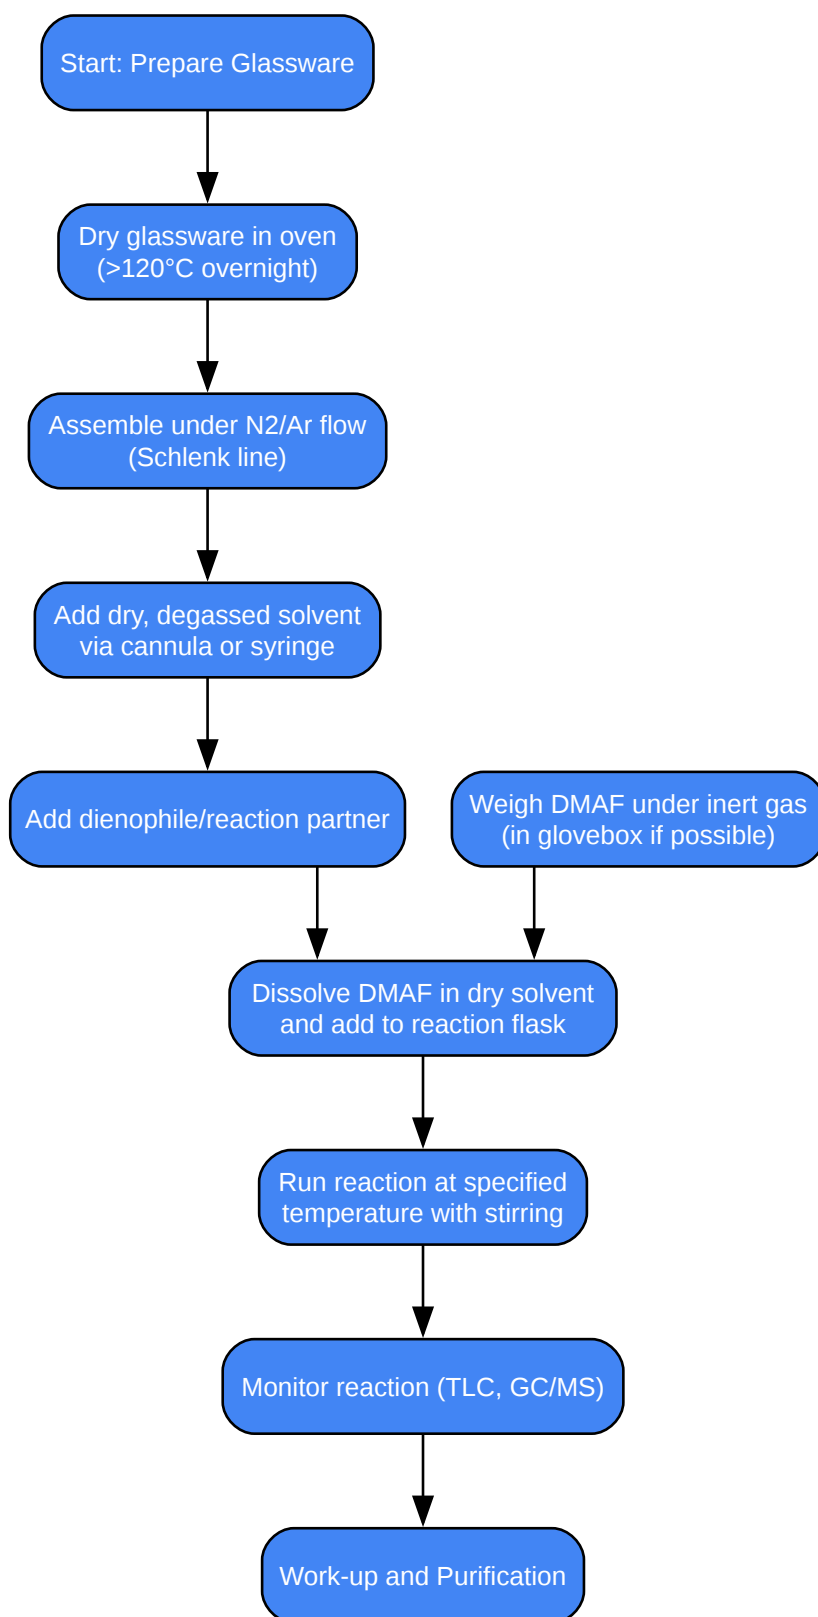 Start: Prepare Glassware
Dry glassware in oven
(>120°C overnight)
Assemble under N2/Ar flow
(Schlenk line)
Add dry, degassed solvent
via cannula or syringe
Add dienophile/reaction partner
Weigh DMAF under inert gas
(in glovebox if possible)
Dissolve DMAF in dry solvent
and add to reaction flask
Run reaction at specified
temperature with stirring
Monitor reaction (TLC, GC/MS)
Work-up and Purification